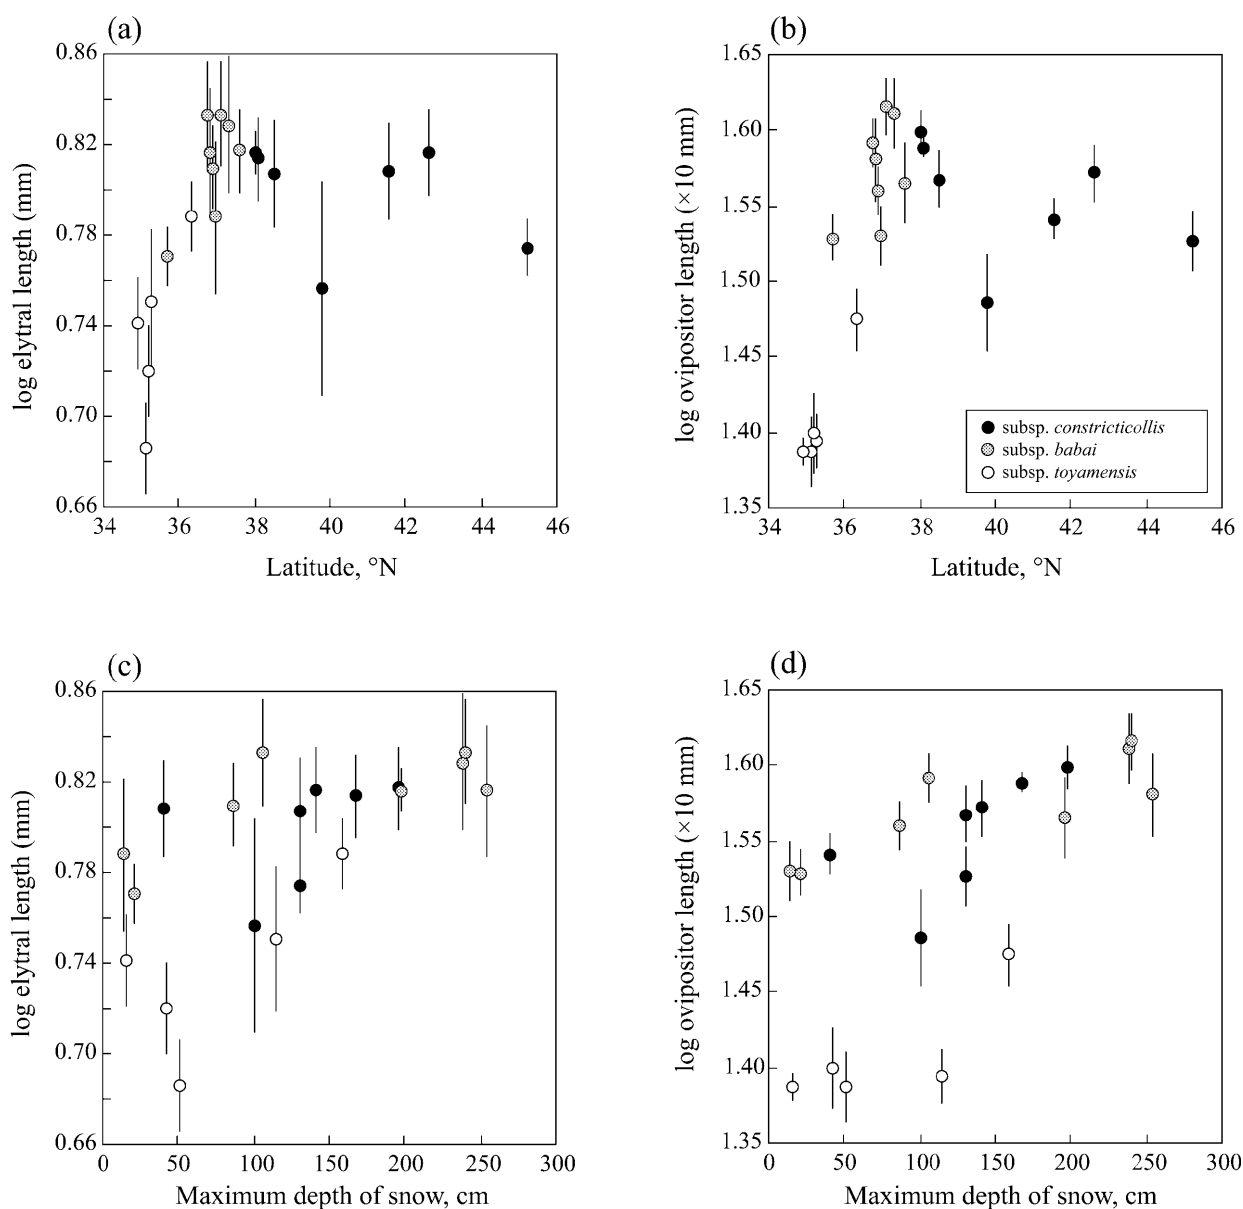 (a)
0.86
0.82
0.78
0.74
0.70
0.66
log elytral length (mm)
34 36 38 40 42 44 46
Latitude, °N
(b)
1.65
1.60
1.55
1.50
1.45
1.40
1.35
log ovipositor length (×10 mm)
subsp. constricticollis
subsp. babai
subsp. toyamensis
34 36 38 40 42 44 46
Latitude, °N
(c)
0.86
0.82
0.78
0.74
0.70
0.66
log elytral length (mm)
0 50 100 150 200 250 300
Maximum depth of snow, cm
(d)
1.65
1.60
1.55
1.50
1.45
1.40
1.35
log ovipositor length (×10 mm)
0 50 100 150 200 250 300
Maximum depth of snow, cm